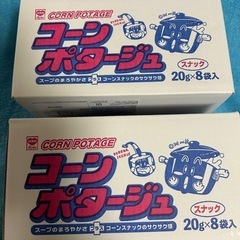 CORN POTAGE
コーン
ポタージュ
スープのまろやかさ コーンスナックのサクサク感
スナック
20g×8袋入
CORN POTAGE
コーン
ポタージュ
スープのまろやかさ コーンスナックのサクサク感
スナック
20g×8袋入